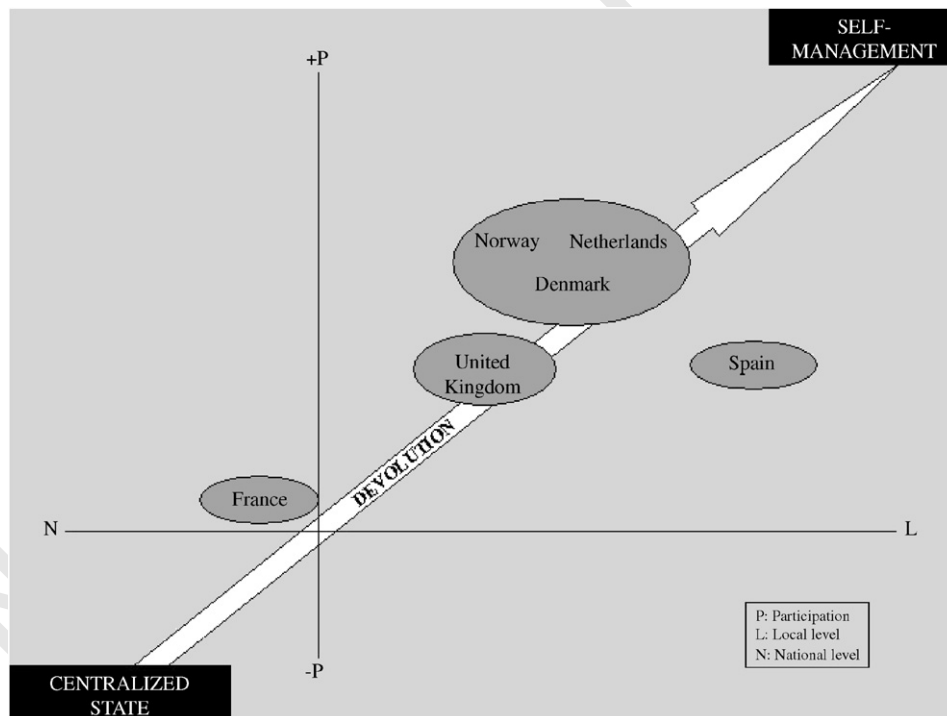 SELF-
MANAGEMENT
+P
Norway Netherlands
Denmark
United
Kingdom
Spain
DEVOLUTION
France
N
L
P: Participation
L: Local level
N: National level
-P
CENTRALIZED
STATE